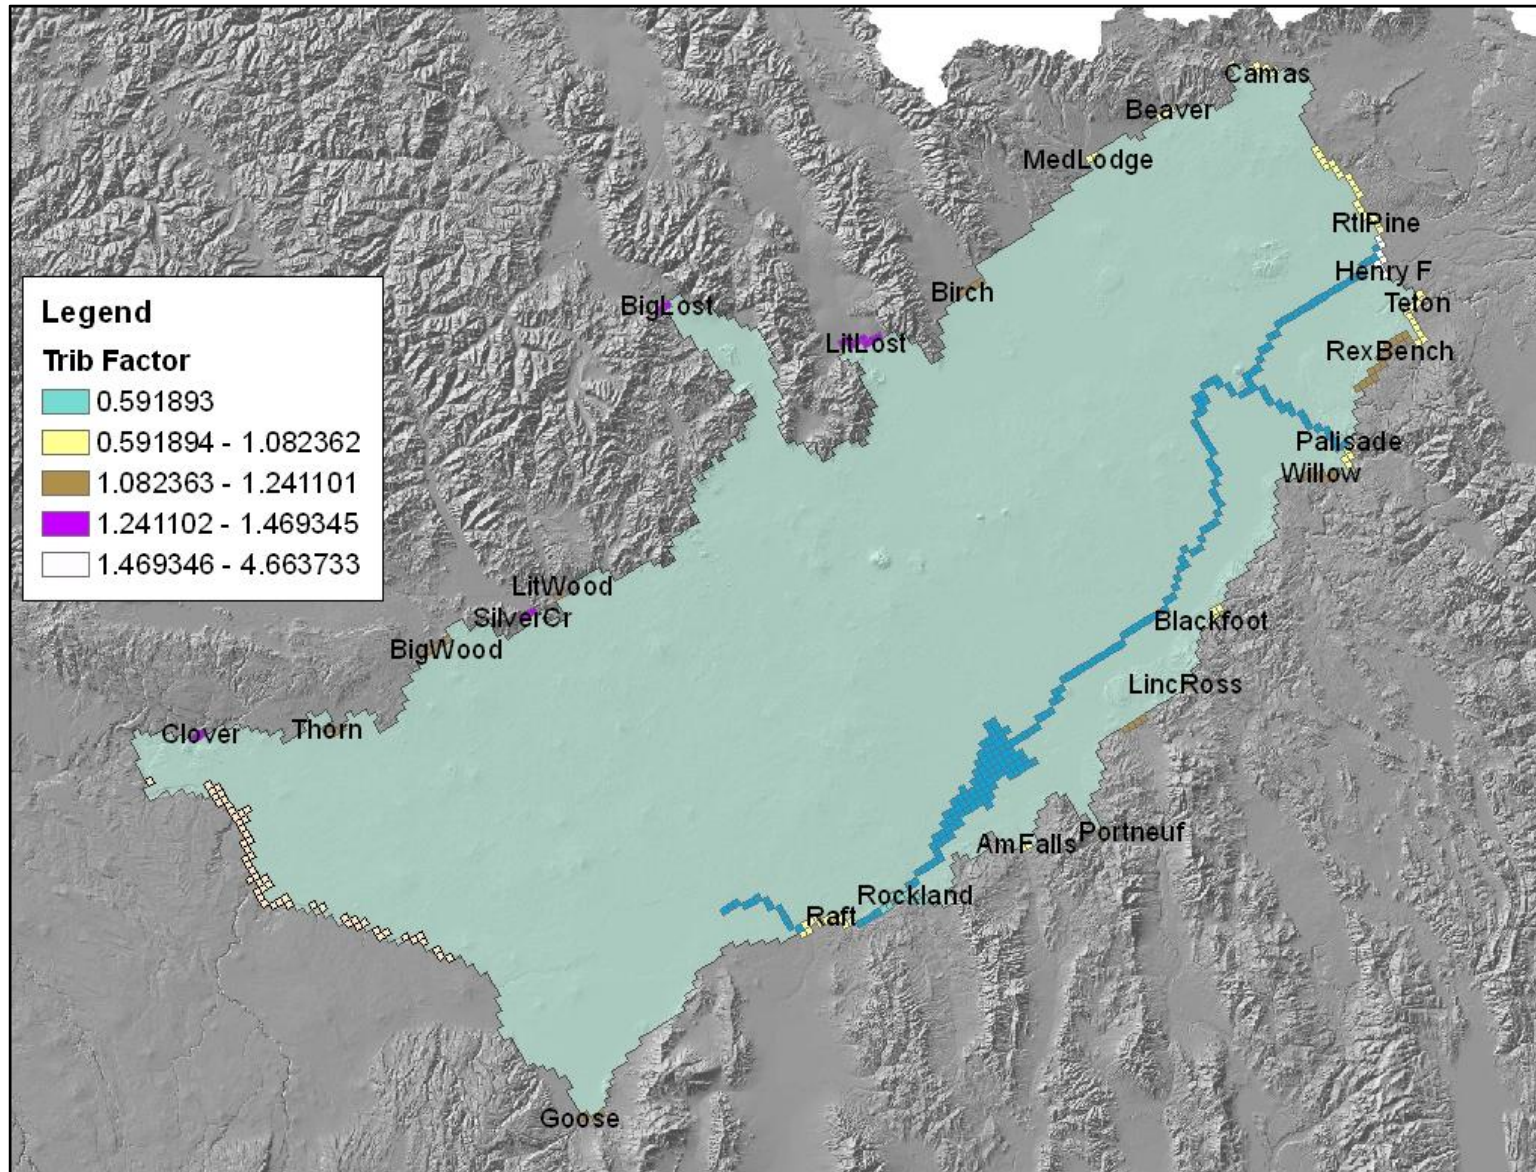 Camas
Beaver
MedLodge
RtlPine
Henry F
Teton
RexBench
Birch
BigLost
LitLost
Legend
Trib Factor
0.591893
0.591894 - 1.082362
1.082363 - 1.241101
1.241102 - 1.469345
1.469346 - 4.663733
Palisade
Willow
LitWood
SilverCr
BigWood
Blackfoot
LincRoss
Clover
Thorn
AmFalls
Portneuf
Rockland
Raft
Goose